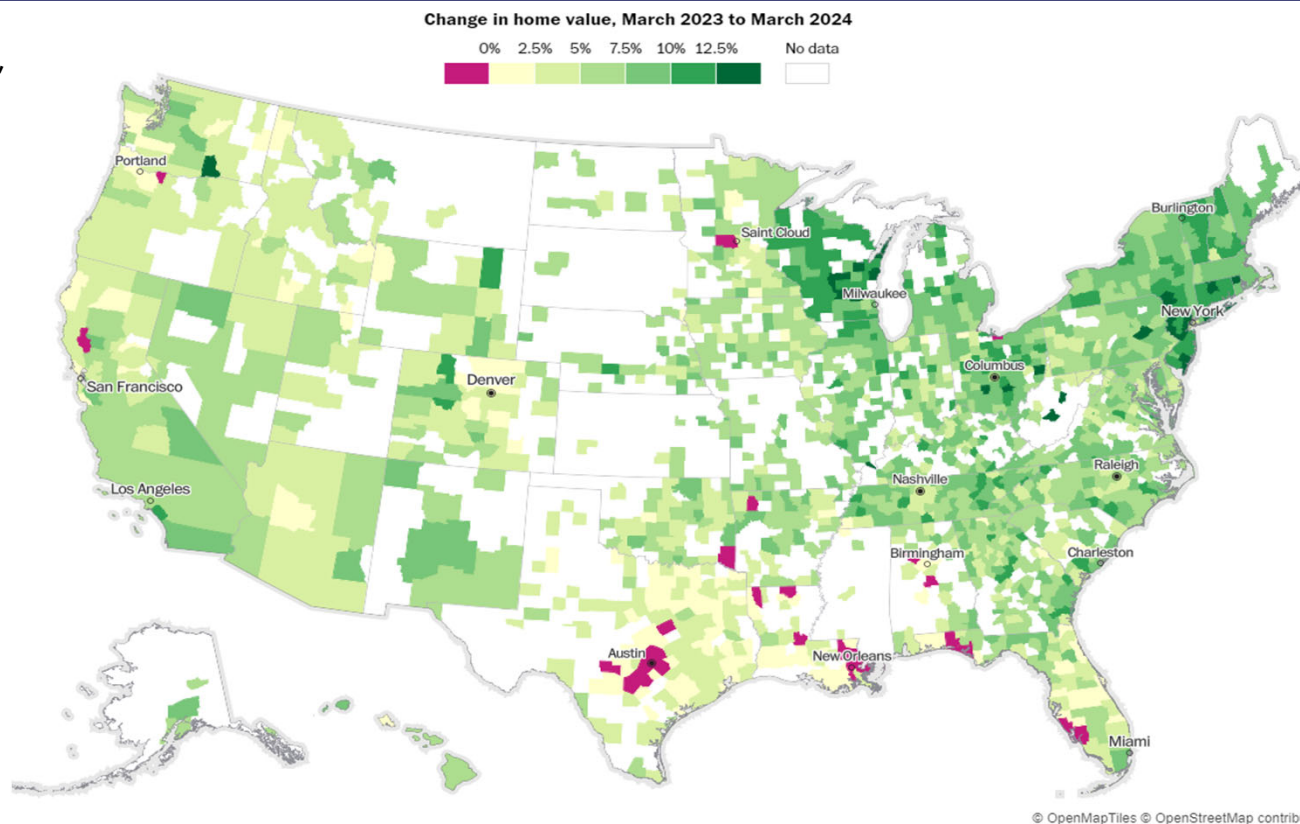 Change in home value, March 2023 to March 2024
0% 2.5% 5% 7.5% 10% 12.5% No data
Portland
Burlington
Saint Cloud
Milwaukee
New York
Columbus
Denver
San Francisco
Raleigh
Nashville
Los Angeles
Birmingham
Charleston
Austin
New Orleans
Miami
© OpenMapTiles © OpenStreetMap contrib